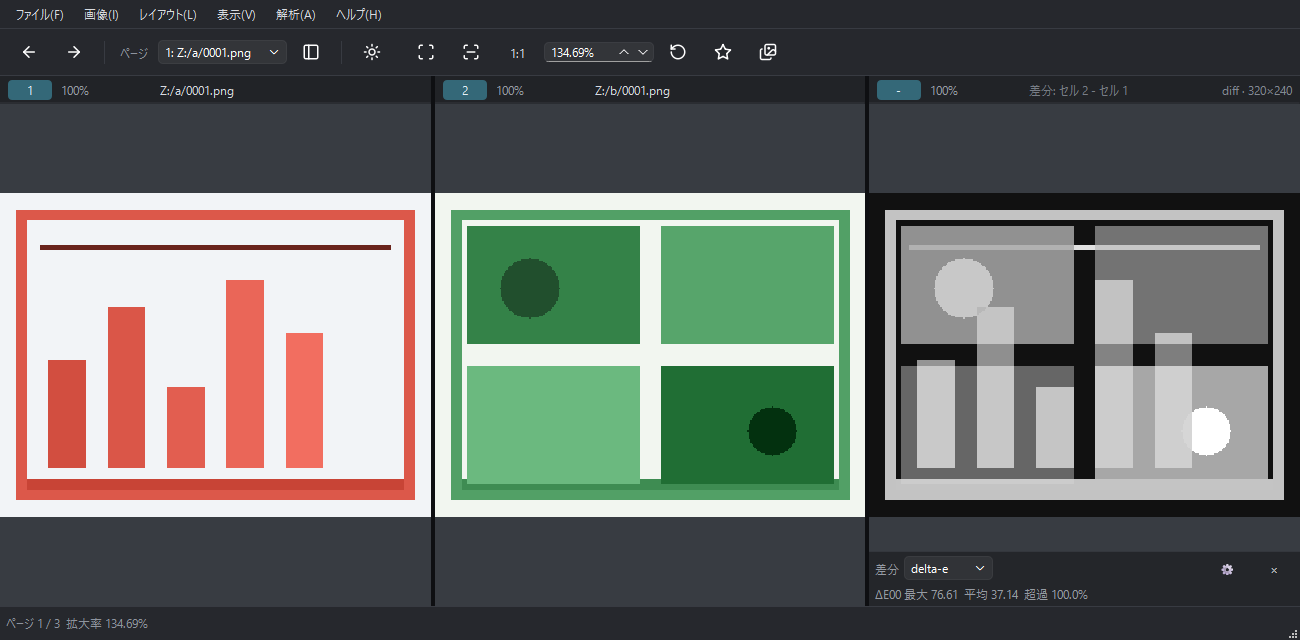 ファイル(F) 画像(I) レイアウト(L) 表示(V) 解析(A) ヘルプ(H)
ページ 1: Z:/a/0001.png 1:1 134.69%
1 100% Z:/a/0001.png
2 100% Z:/b/0001.png
- 100% 差分: セル 2 - セル 1 diff · 320×240
差分 delta-e ×
ΔE00 最大 76.61 平均 37.14 超過 100.0%
ページ 1 / 3 拡大率 134.69%